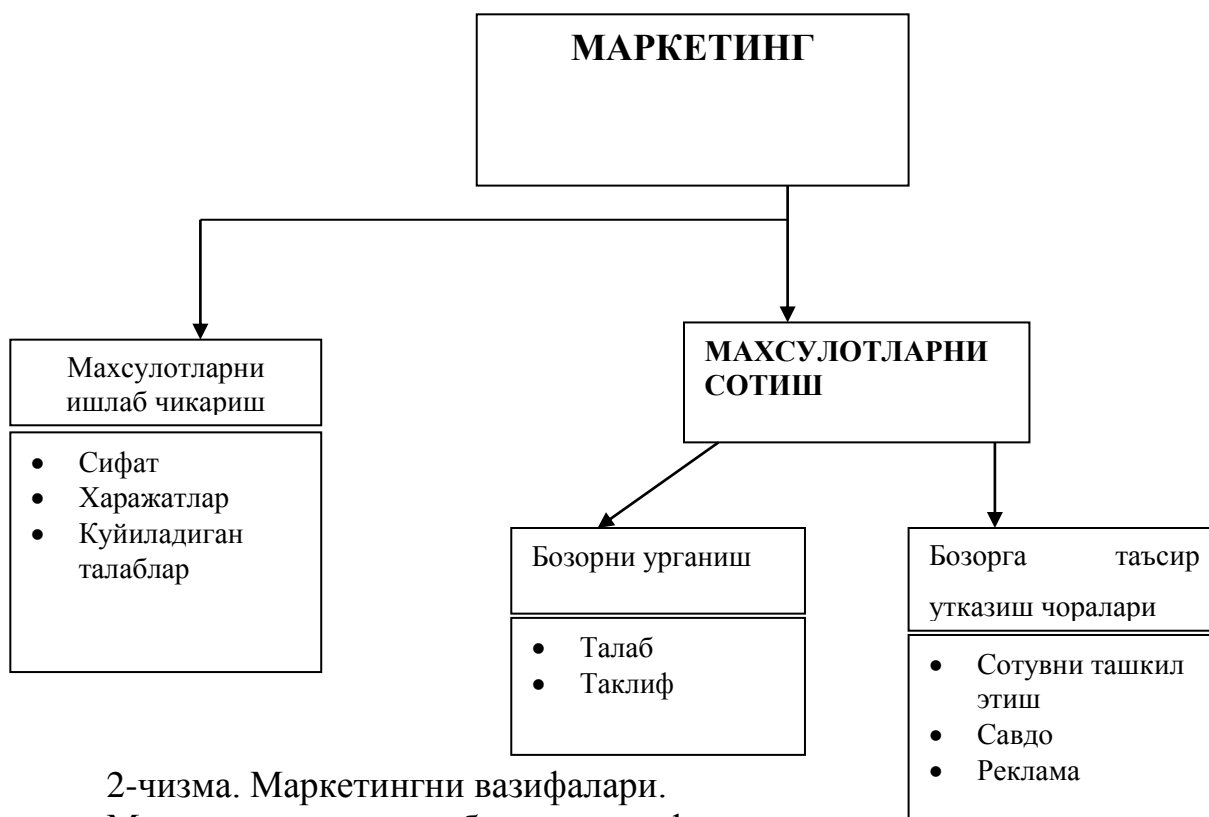 МАРКЕТИНГ
Махсулотларни
ишлаб чикариш
• Сифат
• Харажатлар
• Куйиладиган
талаблар
МАХСУЛОТЛАРНИ
СОТИШ
Бозорни урганиш
• Талаб
• Таклиф
Бозорга таъсир
утказиш чоралари
• Сотувни ташкил
этиш
• Савдо
• Реклама
2-чизма. Маркетингни вазифалари.